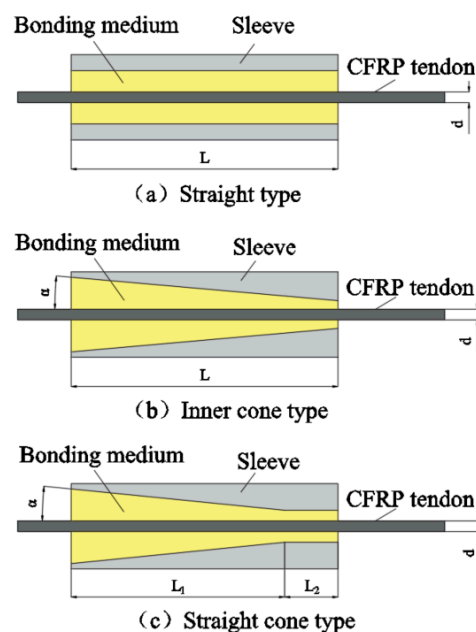 Bonding medium Sleeve
CFRP tendon
d
L
（a）Straight type
Bonding medium
Sleeve
α
CFRP tendon
d
L
（b）Inner cone type
Bonding medium
Sleeve
α
CFRP tendon
d
L₁ L₂
（c）Straight cone type